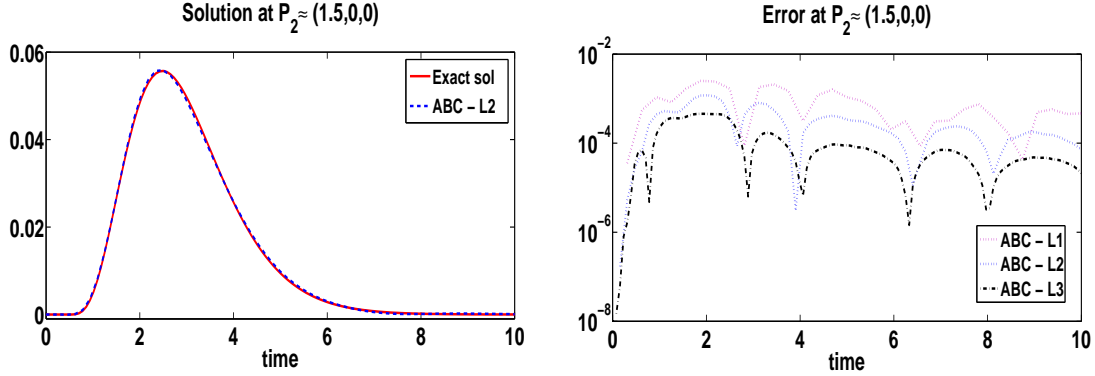 Solution at P₂≈ (1.5,0,0)
0.06
0.04
0.02
0
0 2 4 6 8 10
time
Exact sol
ABC – L2
Error at P₂≈ (1.5,0,0)
10⁻²
10⁻⁴
10⁻⁶
10⁻⁸
0 2 4 6 8 10
time
ABC – L1
ABC – L2
ABC – L3